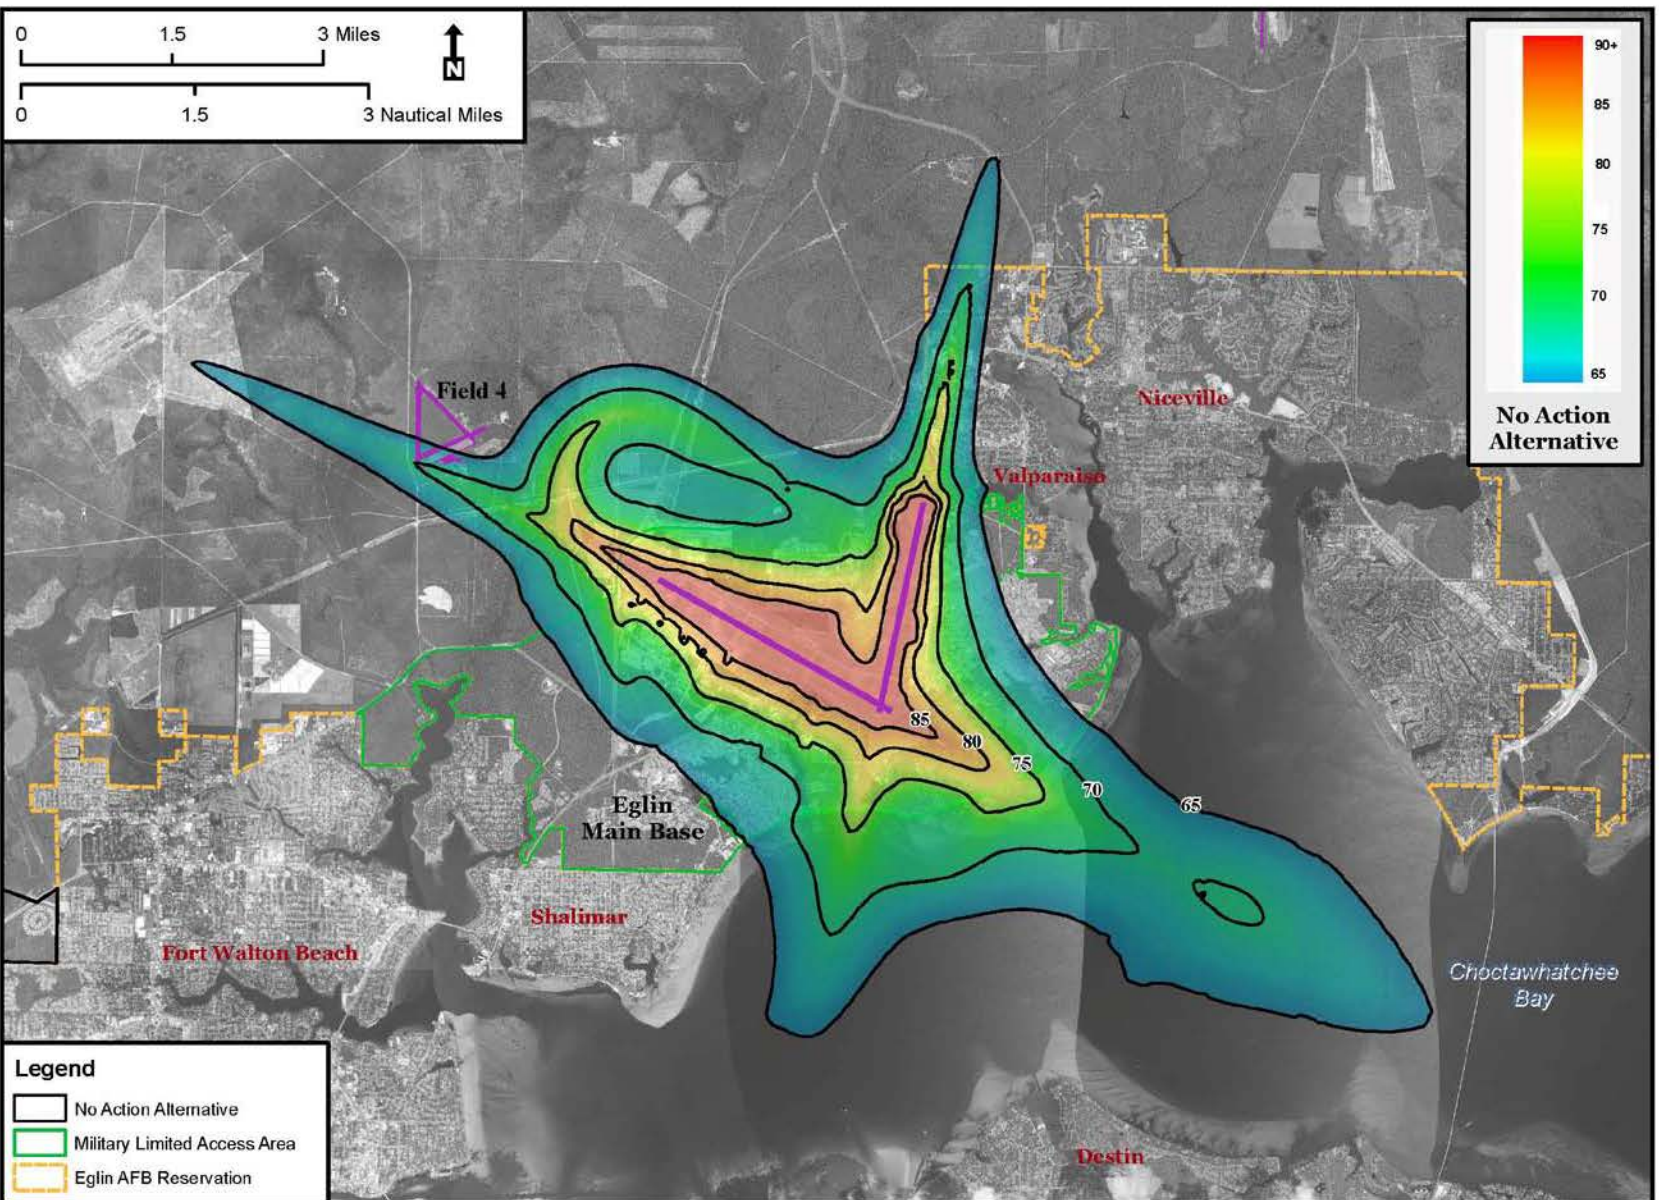 0 1.5 3 Miles
N
0 1.5 3 Nautical Miles
90+
85
80
75
70
65
No Action
Alternative
Field 4
Niceville
Valparaiso
85
80
75
70
65
Eglin
Main Base
Shalimar
Fort Walton Beach
Choctawhatchee
Bay
Destin
Legend
No Action Alternative
Military Limited Access Area
Eglin AFB Reservation